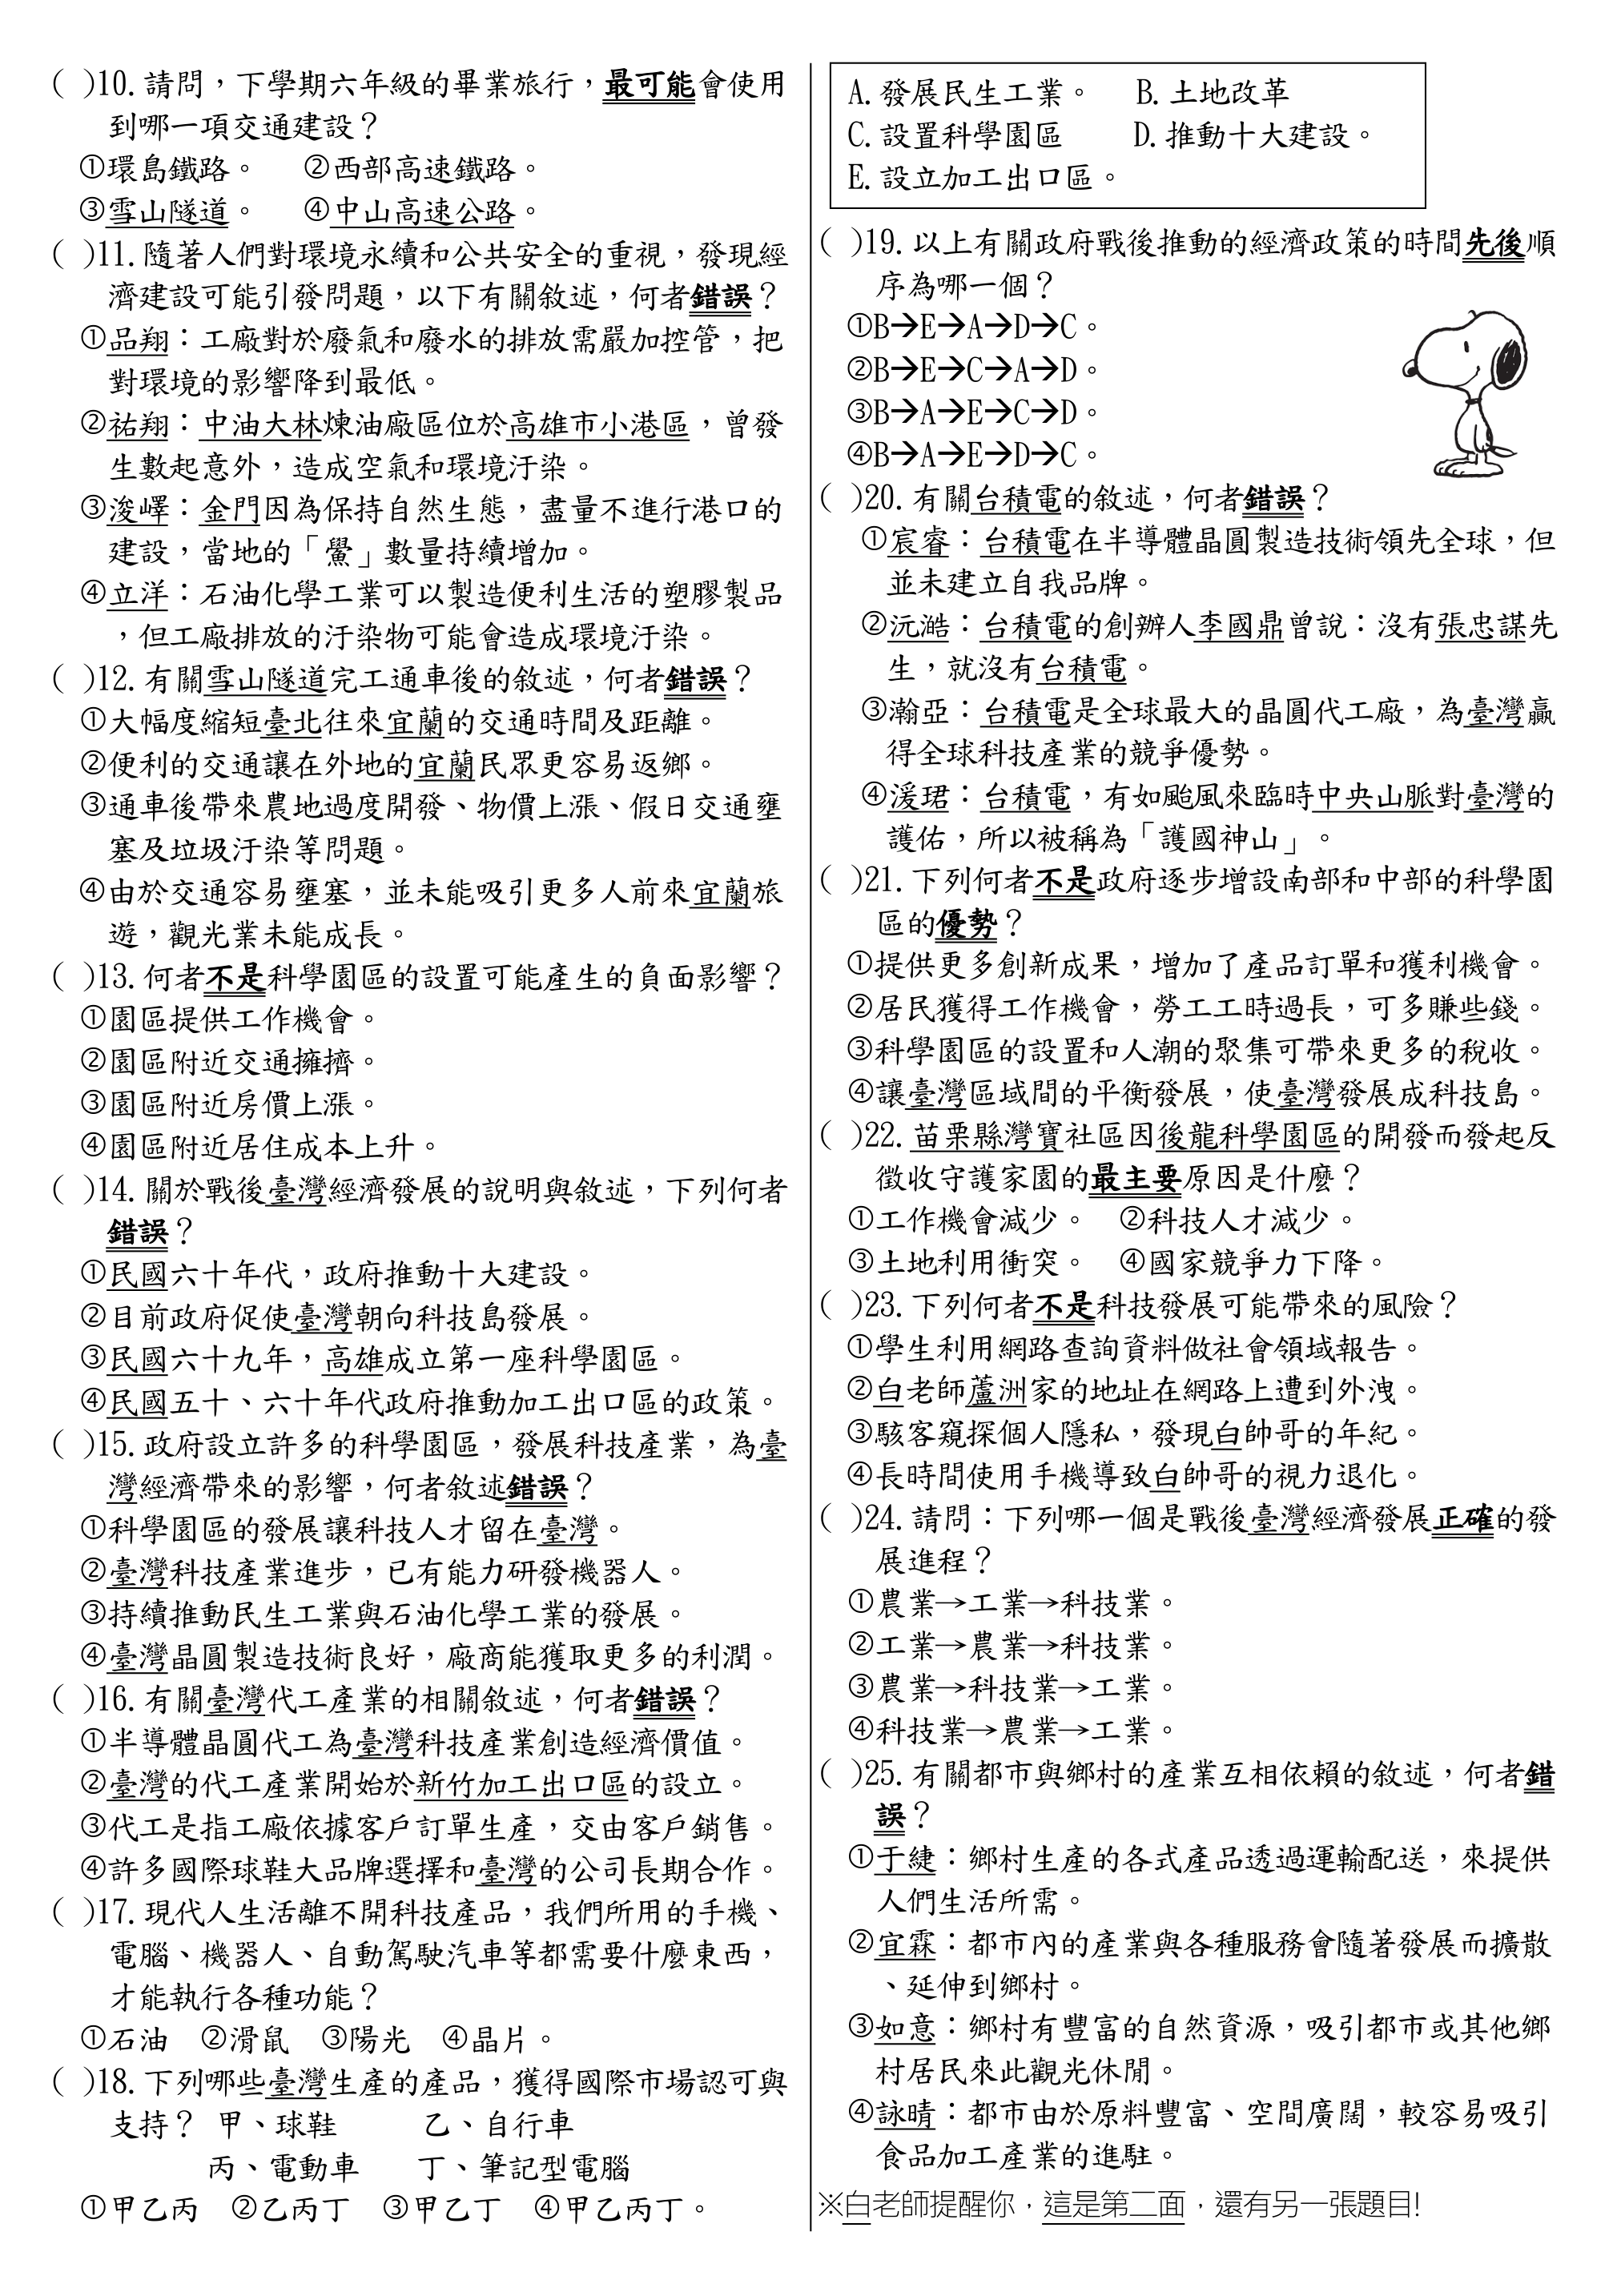 ( )10.請問，下學期六年級的畢業旅行，最可能會使用
到哪一項交通建設？
①環島鐵路。　②西部高速鐵路。
③雪山隧道。　④中山高速公路。
( )11.隨著人們對環境永續和公共安全的重視，發現經
濟建設可能引發問題，以下有關敘述，何者錯誤？
①品翔：工廠對於廢氣和廢水的排放需嚴加控管，把
對環境的影響降到最低。
②祐翔：中油大林煉油廠區位於高雄市小港區，曾發
生數起意外，造成空氣和環境汙染。
③浚嶧：金門因為保持自然生態，盡量不進行港口的
建設，當地的「鱟」數量持續增加。
④立洋：石油化學工業可以製造便利生活的塑膠製品
，但工廠排放的汙染物可能會造成環境汙染。
( )12.有關雪山隧道完工通車後的敘述，何者錯誤？
①大幅度縮短臺北往來宜蘭的交通時間及距離。
②便利的交通讓在外地的宜蘭民眾更容易返鄉。
③通車後帶來農地過度開發、物價上漲、假日交通壅
塞及垃圾汙染等問題。
④由於交通容易壅塞，並未能吸引更多人前來宜蘭旅
遊，觀光業未能成長。
( )13.何者不是科學園區的設置可能產生的負面影響？
①園區提供工作機會。
②園區附近交通擁擠。
③園區附近房價上漲。
④園區附近居住成本上升。
( )14.關於戰後臺灣經濟發展的說明與敘述，下列何者
錯誤？
①民國六十年代，政府推動十大建設。
②目前政府促使臺灣朝向科技島發展。
③民國六十九年，高雄成立第一座科學園區。
④民國五十、六十年代政府推動加工出口區的政策。
( )15.政府設立許多的科學園區，發展科技產業，為臺
灣經濟帶來的影響，何者敘述錯誤？
①科學園區的發展讓科技人才留在臺灣。
②臺灣科技產業進步，已有能力研發機器人。
③持續推動民生工業與石油化學工業的發展。
④臺灣晶圓製造技術良好，廠商能獲取更多的利潤。
( )16.有關臺灣代工產業的相關敘述，何者錯誤？
①半導體晶圓代工為臺灣科技產業創造經濟價值。
②臺灣的代工產業開始於新竹加工出口區的設立。
③代工是指工廠依據客戶訂單生產，交由客戶銷售。
④許多國際球鞋大品牌選擇和臺灣的公司長期合作。
( )17.現代人生活離不開科技產品，我們所用的手機、
電腦、機器人、自動駕駛汽車等都需要什麼東西，
才能執行各種功能？
①石油　②滑鼠　③陽光　④晶片。
( )18.下列哪些臺灣生產的產品，獲得國際市場認可與
支持？ 甲、球鞋　　乙、自行車
丙、電動車　　丁、筆記型電腦
①甲乙丙　②乙丙丁　③甲乙丁　④甲乙丙丁。
A.發展民生工業。　B.土地改革
C.設置科學園區　　D.推動十大建設。
E.設立加工出口區。
( )19.以上有關政府戰後推動的經濟政策的時間先後順
序為哪一個？
①B→E→A→D→C。
②B→E→C→A→D。
③B→A→E→C→D。
④B→A→E→D→C。
( )20.有關台積電的敘述，何者錯誤？
①宸睿：台積電在半導體晶圓製造技術領先全球，但
並未建立自我品牌。
②沅澔：台積電的創辦人李國鼎曾說：沒有張忠謀先
生，就沒有台積電。
③瀚亞：台積電是全球最大的晶圓代工廠，為臺灣贏
得全球科技產業的競爭優勢。
④湲珺：台積電，有如颱風來臨時中央山脈對臺灣的
護佑，所以被稱為「護國神山」。
( )21.下列何者不是政府逐步增設南部和中部的科學園
區的優勢？
①提供更多創新成果，增加了產品訂單和獲利機會。
②居民獲得工作機會，勞工工時過長，可多賺些錢。
③科學園區的設置和人潮的聚集可帶來更多的稅收。
④讓臺灣區域間的平衡發展，使臺灣發展成科技島。
( )22.苗栗縣灣寶社區因後龍科學園區的開發而發起反
徵收守護家園的最主要原因是什麼？
①工作機會減少。　②科技人才減少。
③土地利用衝突。　④國家競爭力下降。
( )23.下列何者不是科技發展可能帶來的風險？
①學生利用網路查詢資料做社會領域報告。
②白老師蘆洲家的地址在網路上遭到外洩。
③駭客窺探個人隱私，發現白帥哥的年紀。
④長時間使用手機導致白帥哥的視力退化。
( )24.請問：下列哪一個是戰後臺灣經濟發展正確的發
展進程？
①農業→工業→科技業。
②工業→農業→科技業。
③農業→科技業→工業。
④科技業→農業→工業。
( )25.有關都市與鄉村的產業互相依賴的敘述，何者錯
誤？
①于緁：鄉村生產的各式產品透過運輸配送，來提供
人們生活所需。
②宜霖：都市內的產業與各種服務會隨著發展而擴散
、延伸到鄉村。
③如意：鄉村有豐富的自然資源，吸引都市或其他鄉
村居民來此觀光休閒。
④詠晴：都市由於原料豐富、空間廣闊，較容易吸引
食品加工產業的進駐。
※白老師提醒你，這是第二面，還有另一張題目!